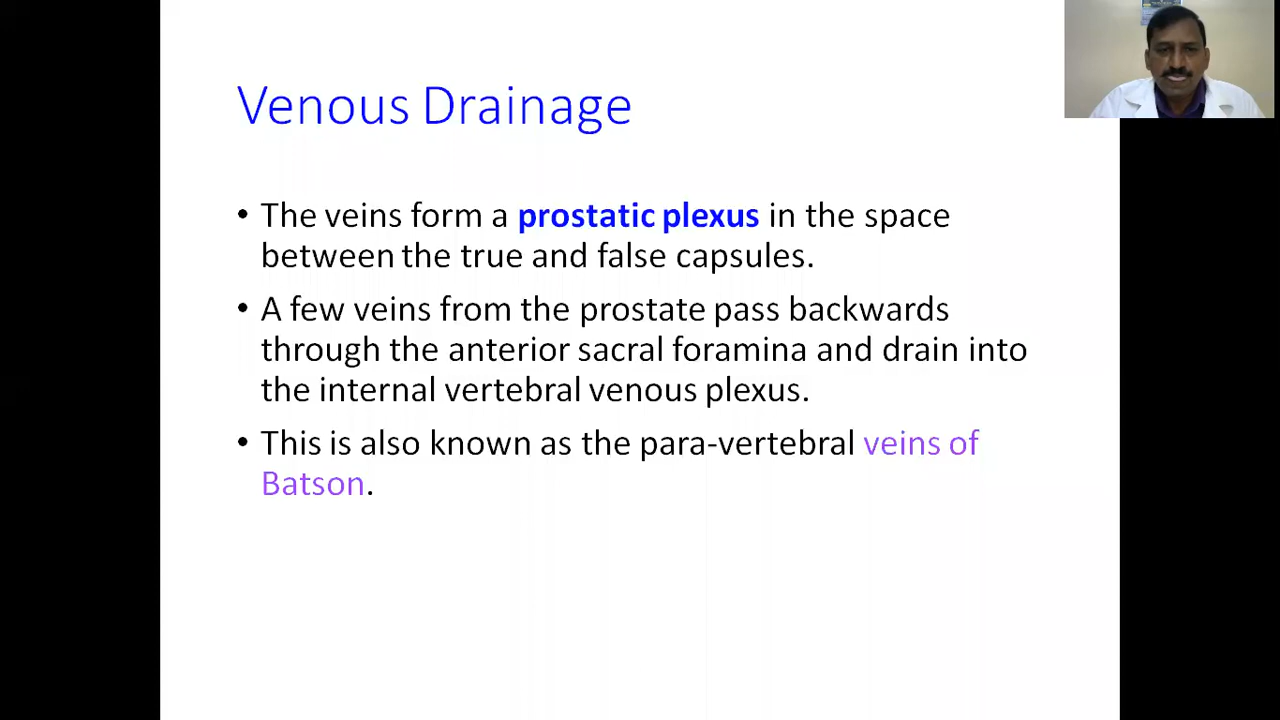 Venous Drainage
• The veins form a prostatic plexus in the space
between the true and false capsules.
• A few veins from the prostate pass backwards
through the anterior sacral foramina and drain into
the internal vertebral venous plexus.
• This is also known as the para-vertebral veins of
Batson.